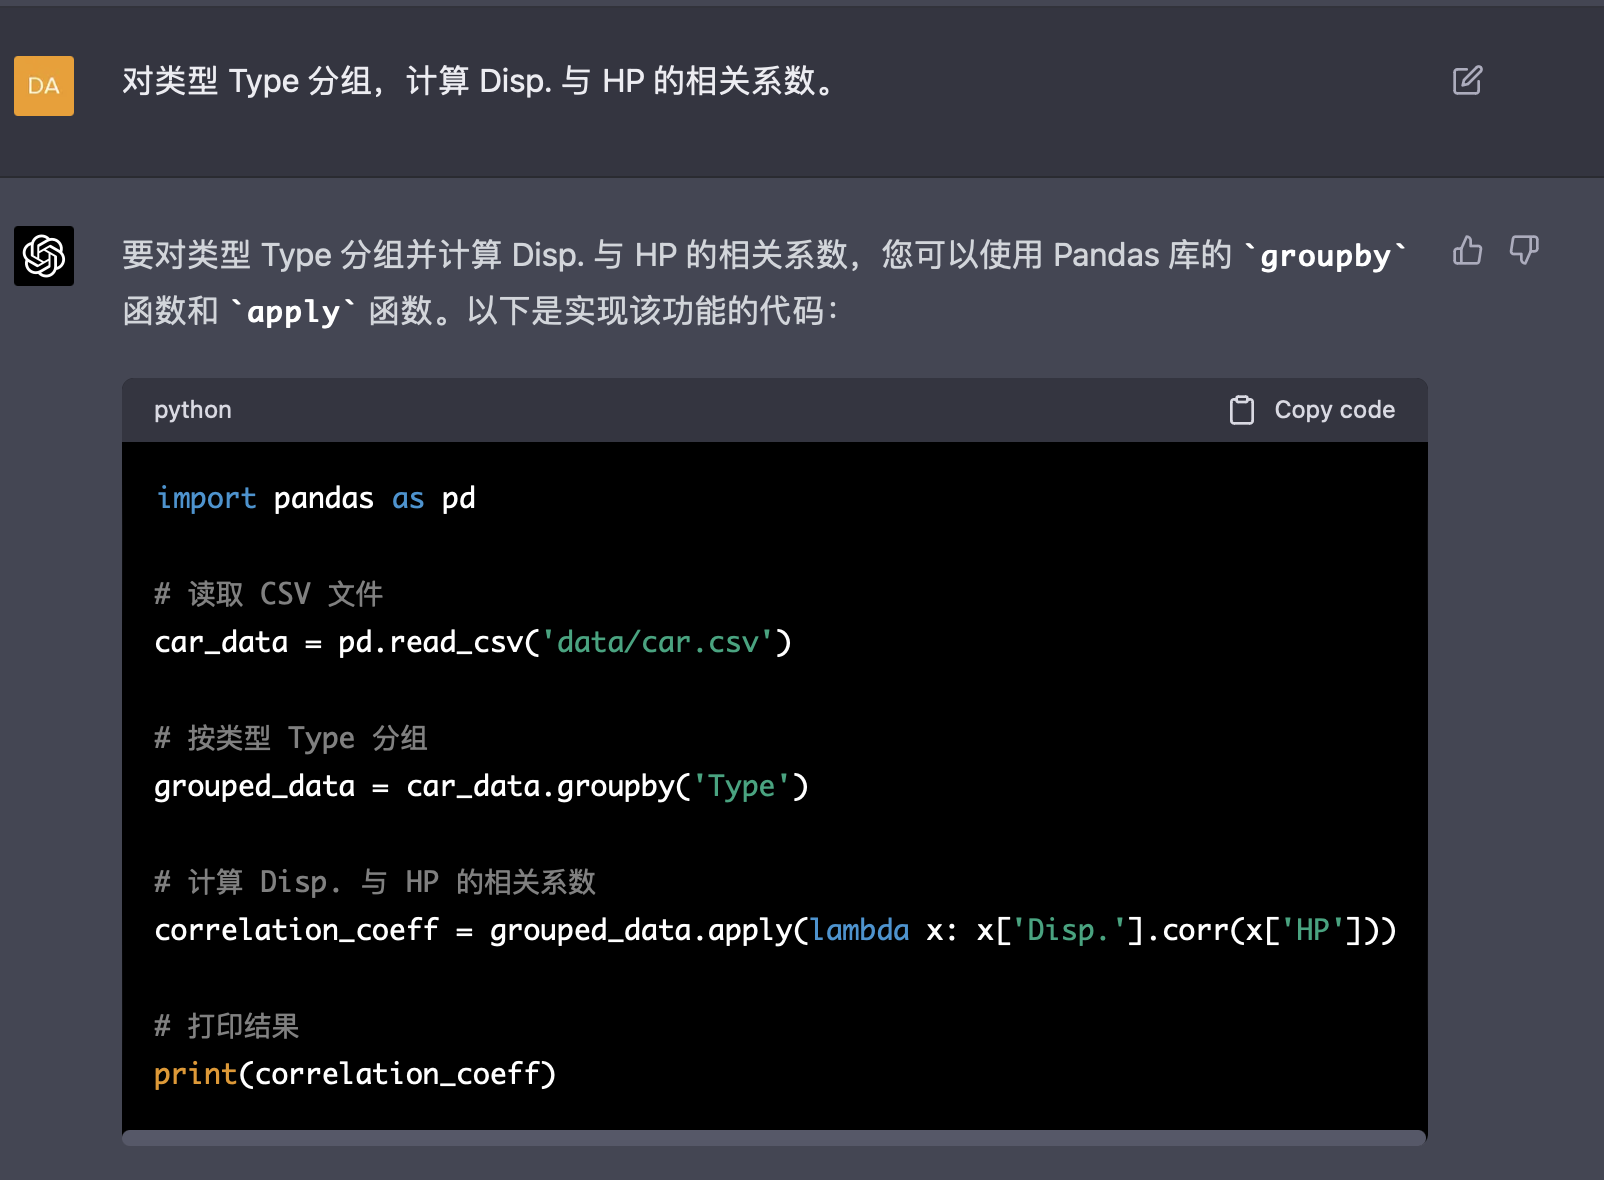 DA
对类型 Type 分组，计算 Disp. 与 HP 的相关系数。
要对类型 Type 分组并计算 Disp. 与 HP 的相关系数，您可以使用 Pandas 库的 `groupby`
函数和 `apply` 函数。以下是实现该功能的代码：
python
Copy code
import pandas as pd
# 读取 CSV 文件
car_data = pd.read_csv('data/car.csv')
# 按类型 Type 分组
grouped_data = car_data.groupby('Type')
# 计算 Disp. 与 HP 的相关系数
correlation_coeff = grouped_data.apply(lambda x: x['Disp.'].corr(x['HP']))
# 打印结果
print(correlation_coeff)